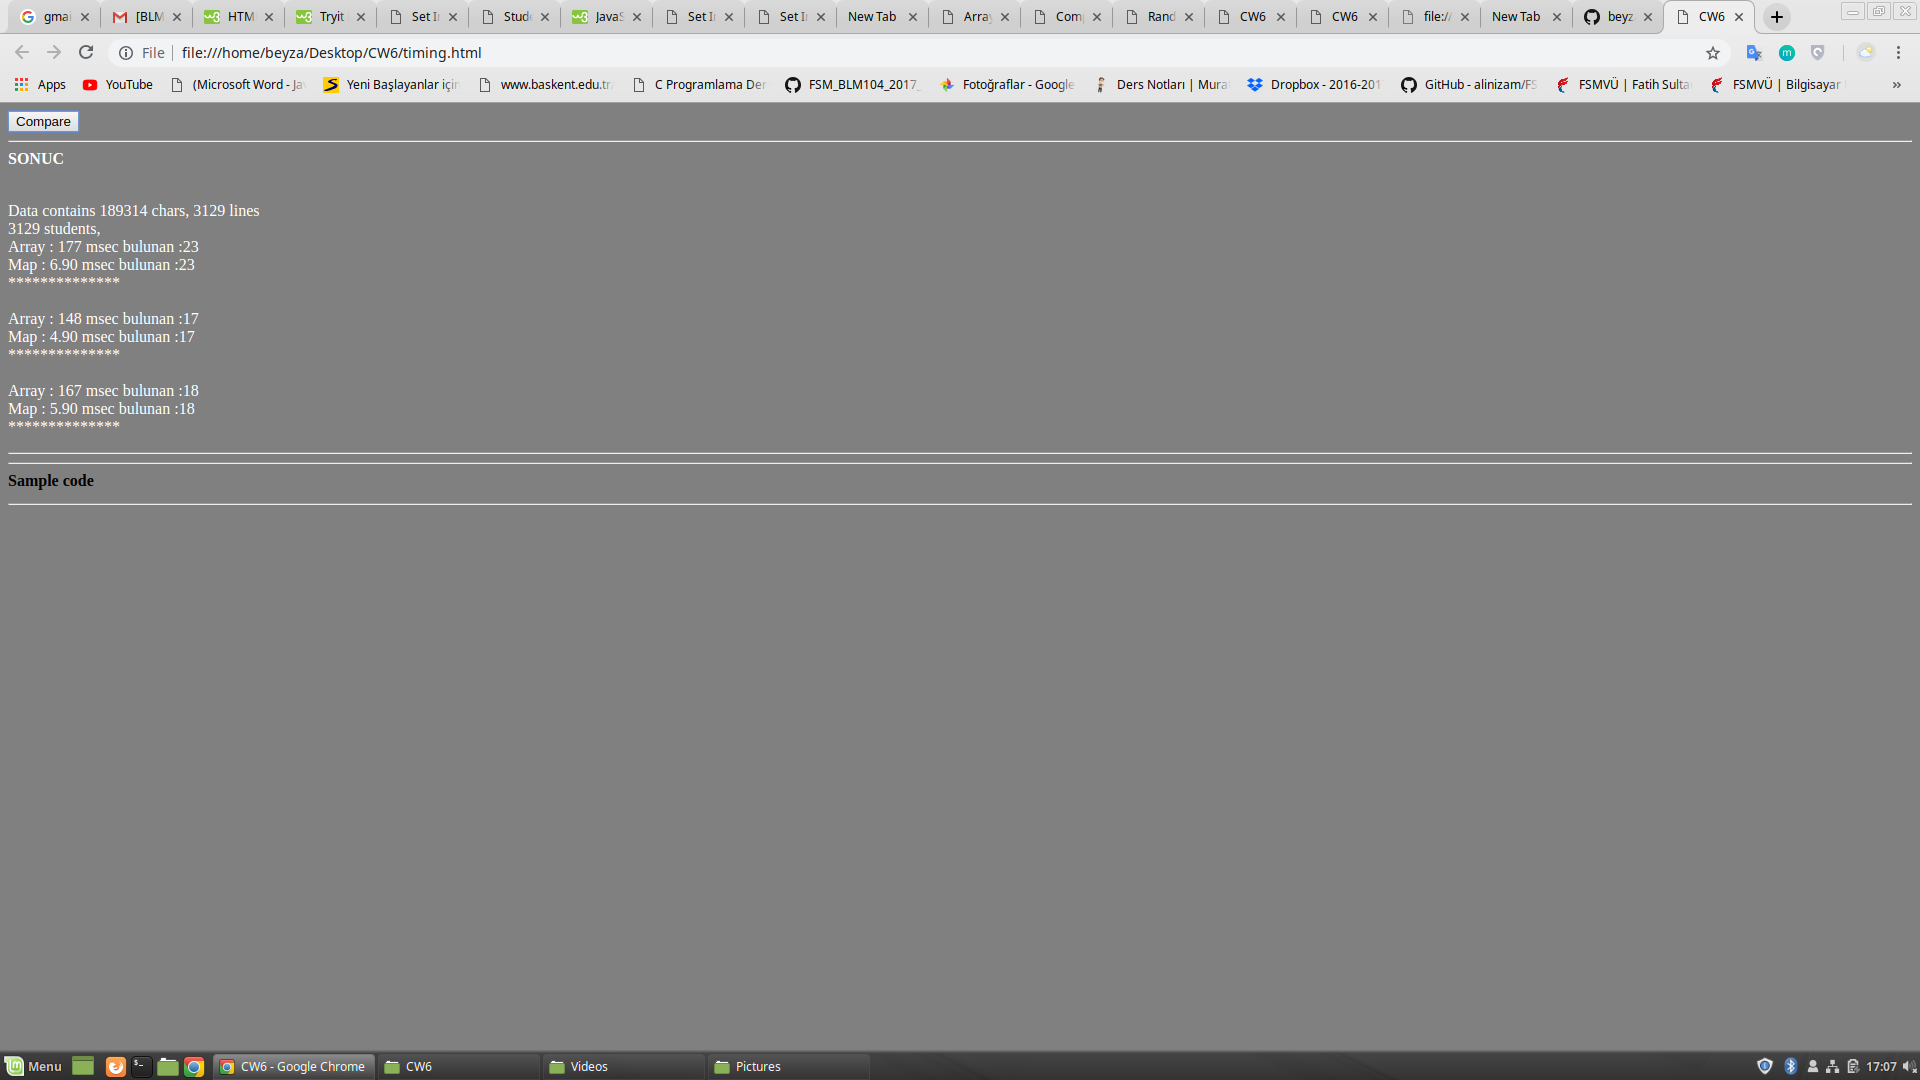 gmai [BLM HTM Tryit Set I Stud Java Set I Set I New Tab Array Com Rand CW6 CW6 file:/ New Tab beyz CW6
File file:///home/beyza/Desktop/CW6/timing.html
Apps YouTube (Microsoft Word - Ja Yeni Başlayanlar için www.baskent.edu.tr C Programlama Der FSM_BLM104_2017_ Fotoğraflar - Google Ders Notları | Mura Dropbox - 2016-201 GitHub - alinizam/FS FSMVÜ | Fatih Sulta FSMVÜ | Bilgisayar »
Compare
SONUC
Data contains 189314 chars, 3129 lines
3129 students,
Array : 177 msec bulunan :23
Map : 6.90 msec bulunan :23
**************
Array : 148 msec bulunan :17
Map : 4.90 msec bulunan :17
**************
Array : 167 msec bulunan :18
Map : 5.90 msec bulunan :18
**************
Sample code
Menu CW6 - Google Chrome CW6 Videos Pictures 17:07